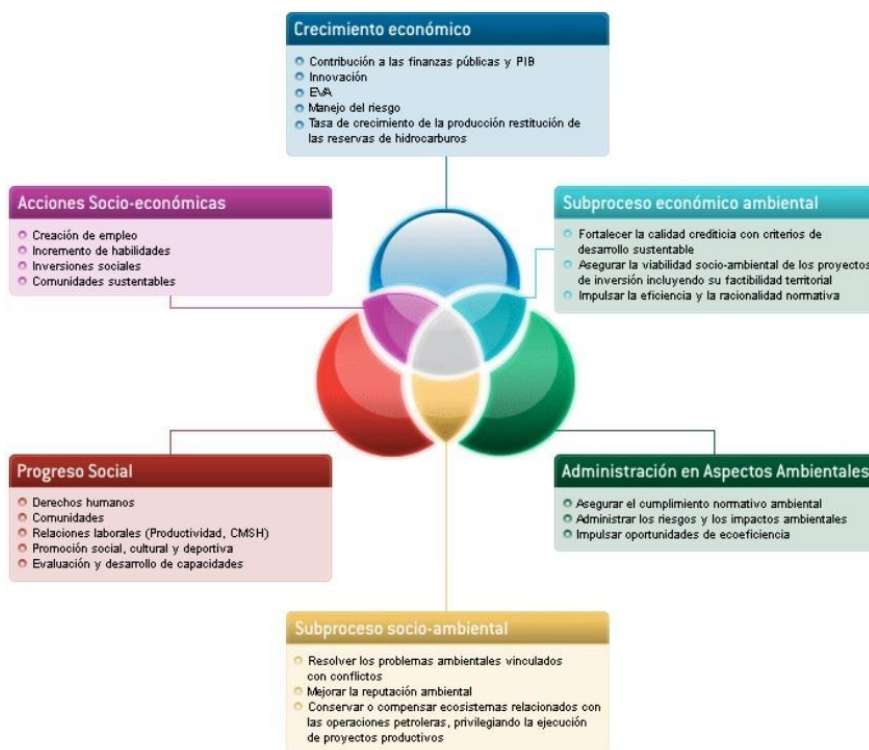 Crecimiento económico
Contribución a las finanzas públicas y PIB
Innovación
EVA
Manejo del riesgo
Tasa de crecimiento de la producción restitución de
las reservas de hidrocarburos
Acciones Socio-económicas
Creación de empleo
Incremento de habilidades
Inversiones sociales
Comunidades sustentables
Subproceso económico ambiental
Fortalecer la calidad crediticia con criterios de
desarrollo sustentable
Asegurar la viabilidad socio-ambiental de los proyectos
de inversión incluyendo su factibilidad territorial
Impulsar la eficiencia y la racionalidad normativa
Progreso Social
Derechos humanos
Comunidades
Relaciones laborales (Productividad, CMSH)
Promoción social, cultural y deportiva
Evaluación y desarrollo de capacidades
Administración en Aspectos Ambientales
Asegurar el cumplimiento normativo ambiental
Administrar los riesgos y los impactos ambientales
Impulsar oportunidades de ecoeficiencia
Subproceso socio-ambiental
Resolver los problemas ambientales vinculados
con conflictos
Mejorar la reputación ambiental
Conservar o compensar ecosistemas relacionados con
las operaciones petroleras, privilegiando la ejecución
de proyectos productivos